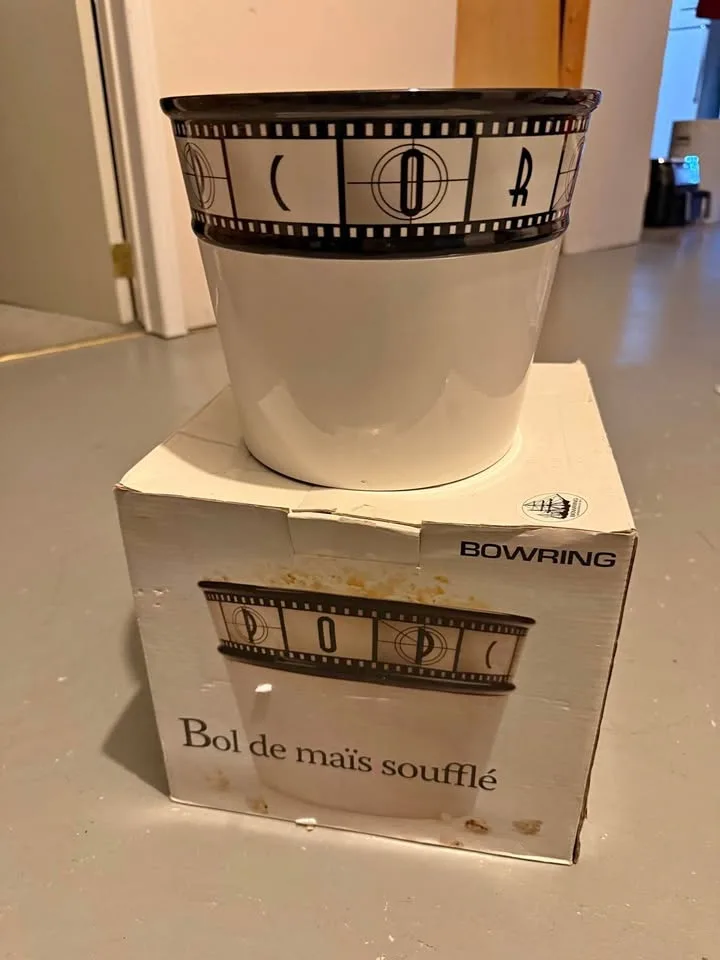 P C O R
BOWRING
P O P C
Bol de maïs soufflé